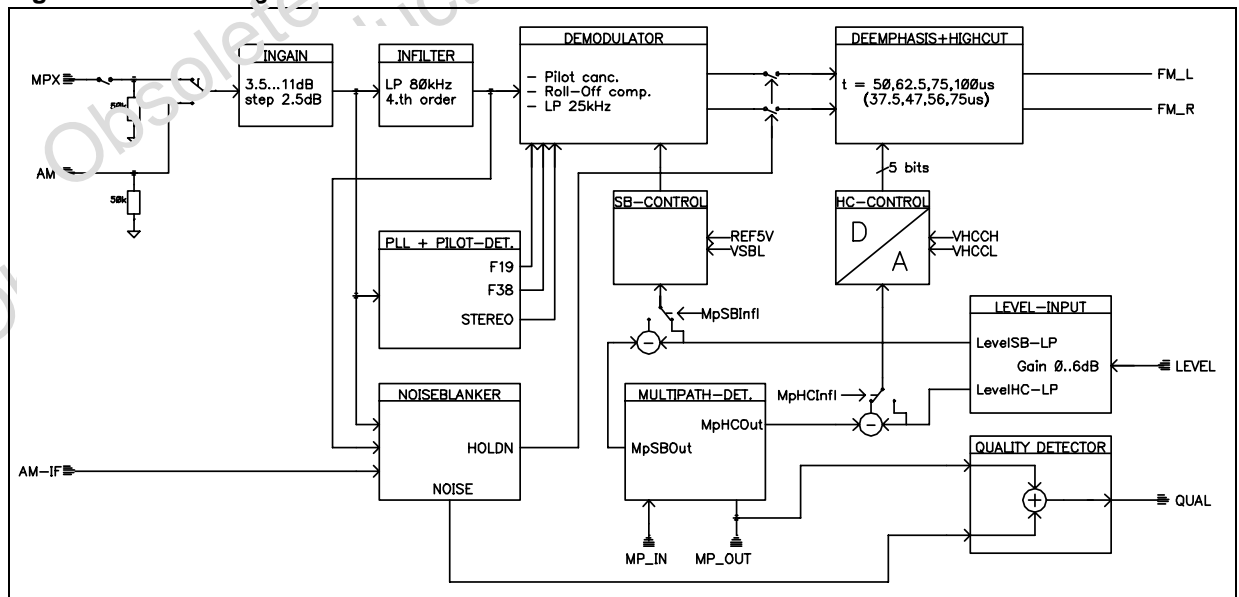 Obsolete
DEMODULATOR
DEEMPHASIS+HIGHCUT
INGAIN
INFILTER
MPX
3.5...11dB
step 2.5dB
LP 80kHz
4.th order
– Pilot canc.
– Roll-Off comp.
– LP 25kHz
t = 50,62.5,75,100us
(37.5,47,56,75us)
FM_L
FM_R
50k
AM
50k
5 bits
SB-CONTROL
HC-CONTROL
D
A
REF5V
VSBL
VHCCH
VHCCL
PLL + PILOT-DET.
F19
F38
STEREO
MpSBInfl
LEVEL-INPUT
LevelSB-LP
Gain 0..6dB
LevelHC-LP
LEVEL
NOISEBLANKER
HOLDN
NOISE
MULTIPATH-DET.
MpHCOut
MpSBOut
MpHCInfl
QUALITY DETECTOR
AM-IF
QUAL
MP_IN
MP_OUT